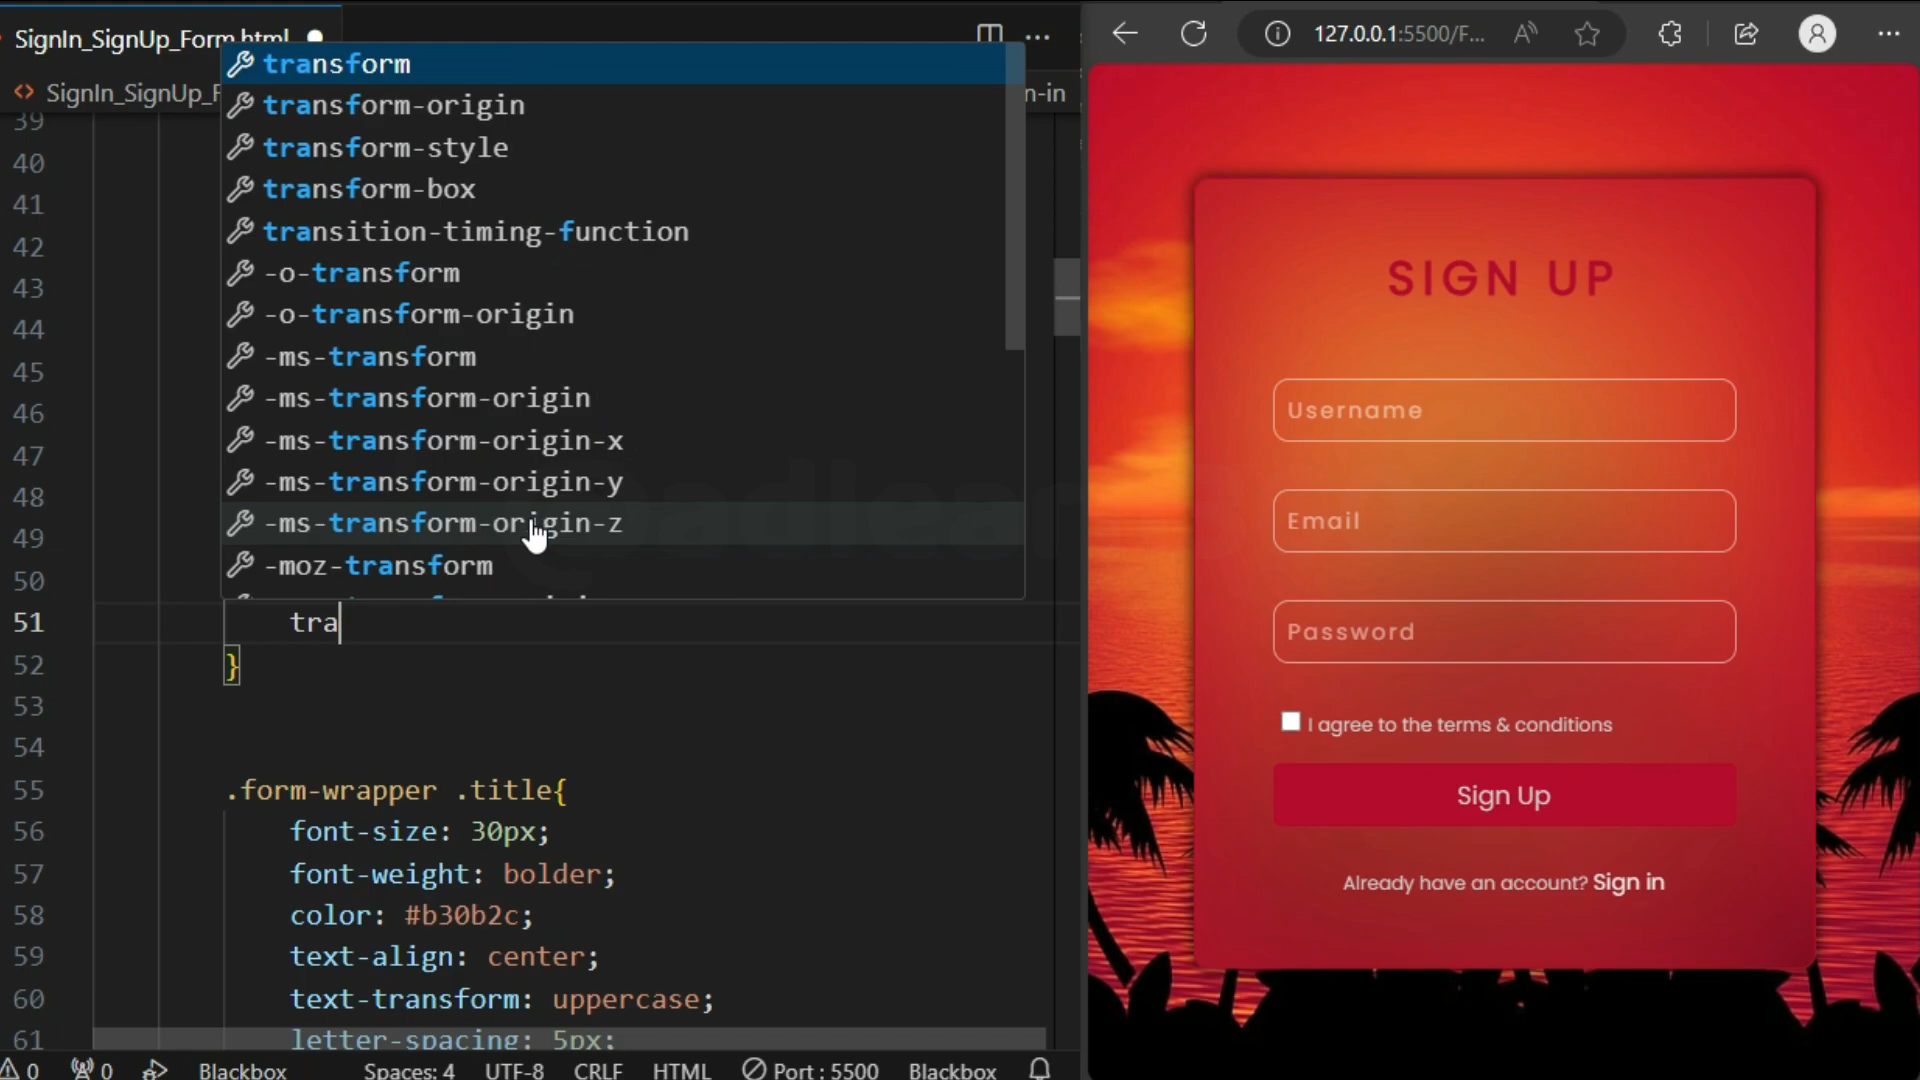 SignIn_SignUp_Form.html
SignIn_SignUp_F
n-in
39
40
41
42
43
44
45
46
47
48
49
50
51
52
53
54
55
56
57
58
59
60
61
transform
transform-origin
transform-style
transform-box
transition-timing-function
-o-transform
-o-transform-origin
-ms-transform
-ms-transform-origin
-ms-transform-origin-x
-ms-transform-origin-y
-ms-transform-origin-z
-moz-transform
tra
}
.form-wrapper .title{
font-size: 30px;
font-weight: bolder;
color: #b30b2c;
text-align: center;
text-transform: uppercase;
letter-spacing: 5px;
0 0 Blackbox Spaces: 4 UTF-8 CRLF HTML Port : 5500 Blackbox
127.0.0.1:5500/F...
SIGN UP
Username
Email
Password
I agree to the terms & conditions
Sign Up
Already have an account? Sign in